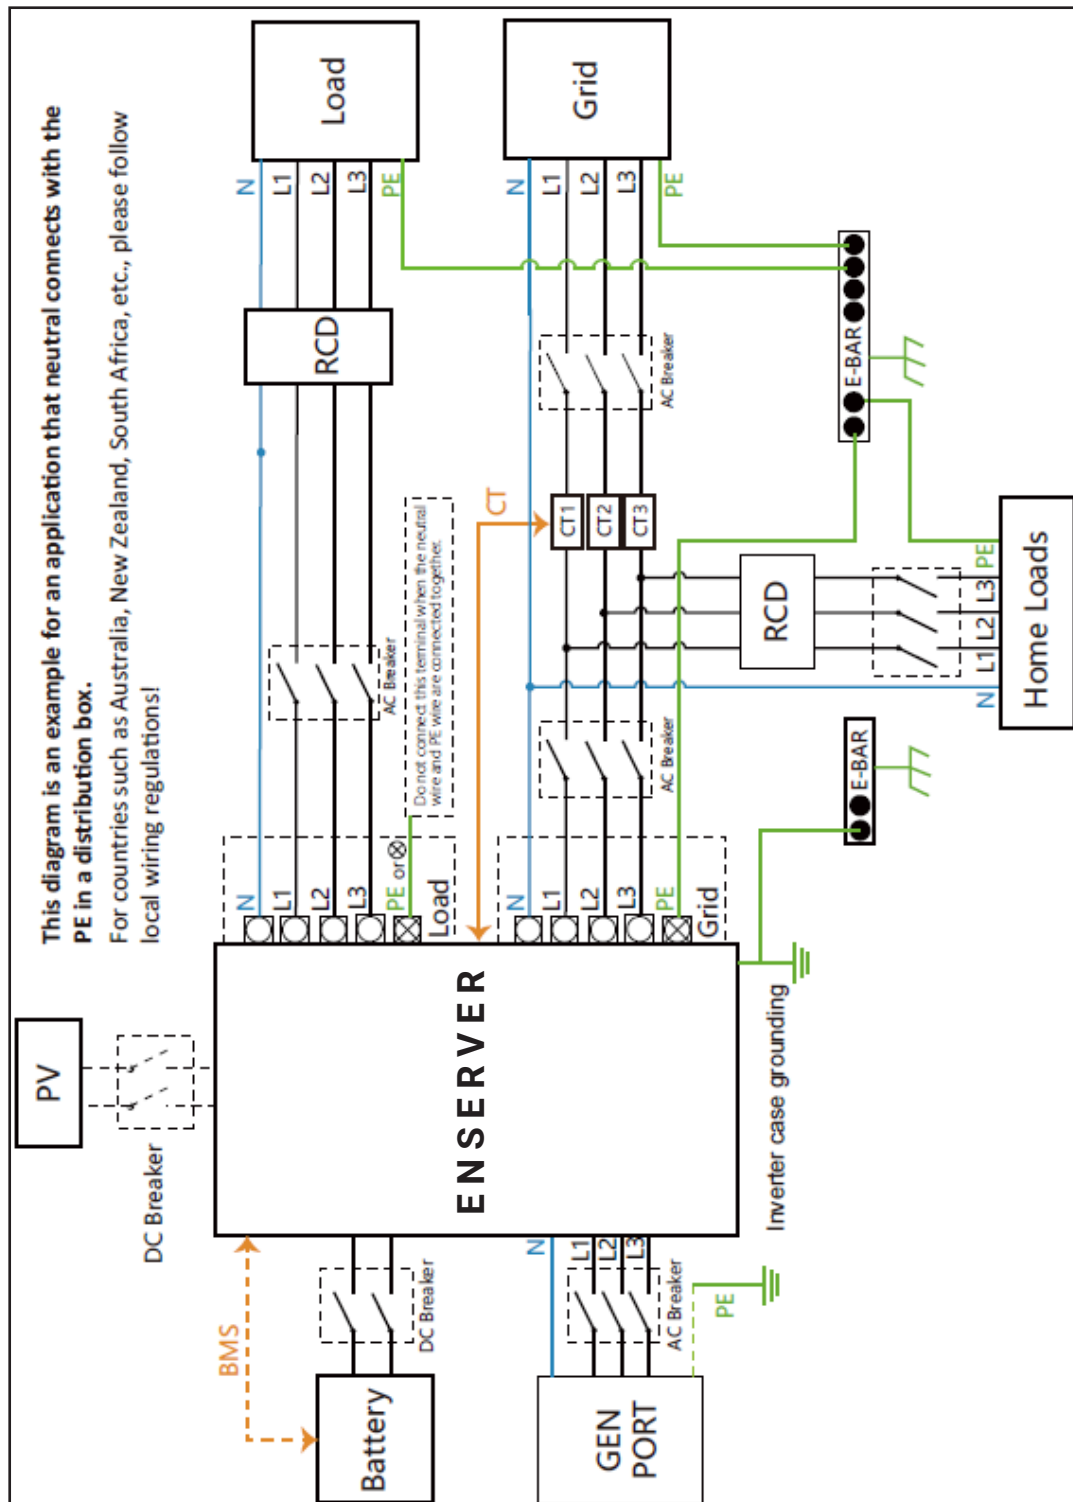 This diagram is an example for an application that neutral connects with the
PE in a distribution box.
For countries such as Australia, New Zealand, South Africa, etc., please follow
local wiring regulations!
PV
DC Breaker
BMS
Battery
DC Breaker
ENSERVER
N
L1
L2
L3
PE or
Load
AC Breaker
Do not connect this terminal when the neutral
wire and PE wire are connected together.
RCD
N
L1
L2
L3
PE
Load
CT
N
L1
L2
L3
PE
Grid
AC Breaker
CT1
CT2
CT3
AC Breaker
N
L1
L2
L3
PE
Grid
GEN
PORT
N
L1
L2
L3
AC Breaker
PE
Inverter case grounding
E-BAR
RCD
N
L1
L2
L3
PE
Home Loads
E-BAR